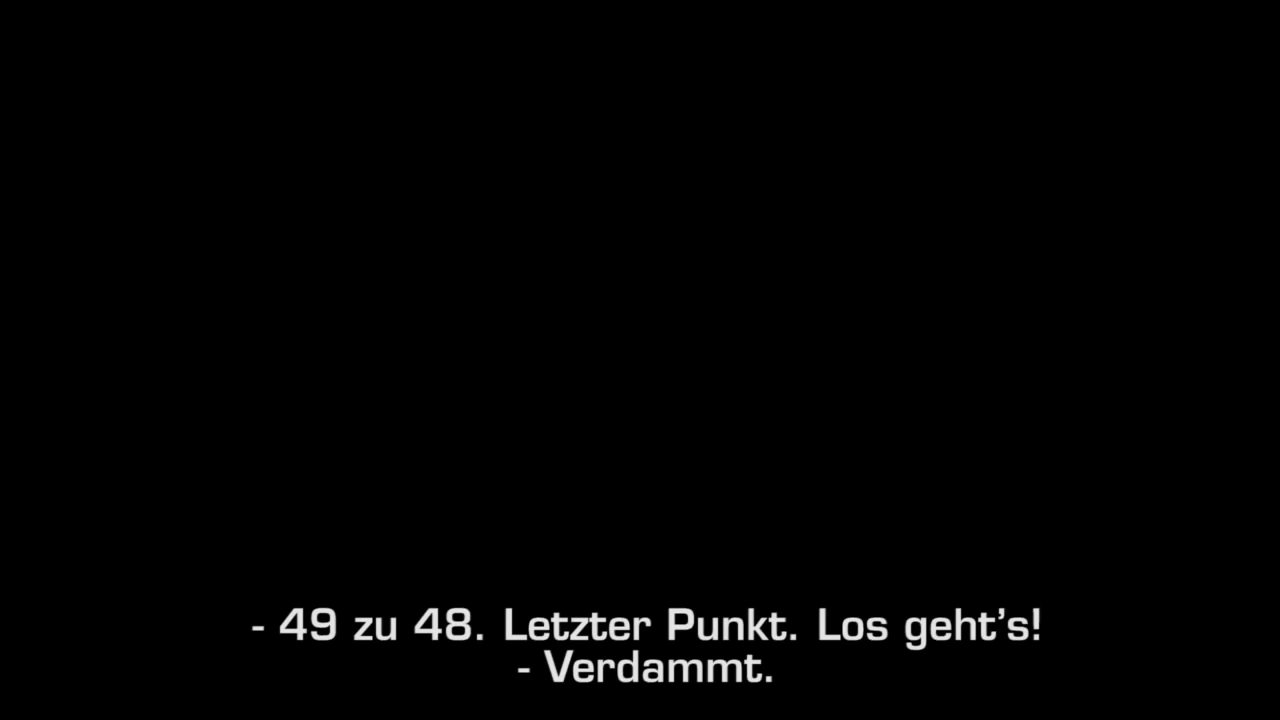 - 49 zu 48. Letzter Punkt. Los geht’s!
- Verdammt.